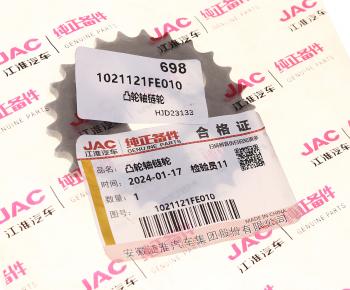 JAC 纯正备件
江淮汽车 GENUINE PARTS
698
1021121FE010
凸轮轴链轮
HJD23133
JAC 纯正备件 合格证
江淮汽车 GENUINE PARTS
品名: 凸轮轴链轮
时间: 2024-01-17 检验员11
数量: 1
图号: 1021121FE010
MADE IN CHINA
安徽江淮汽车集团股份有限公司